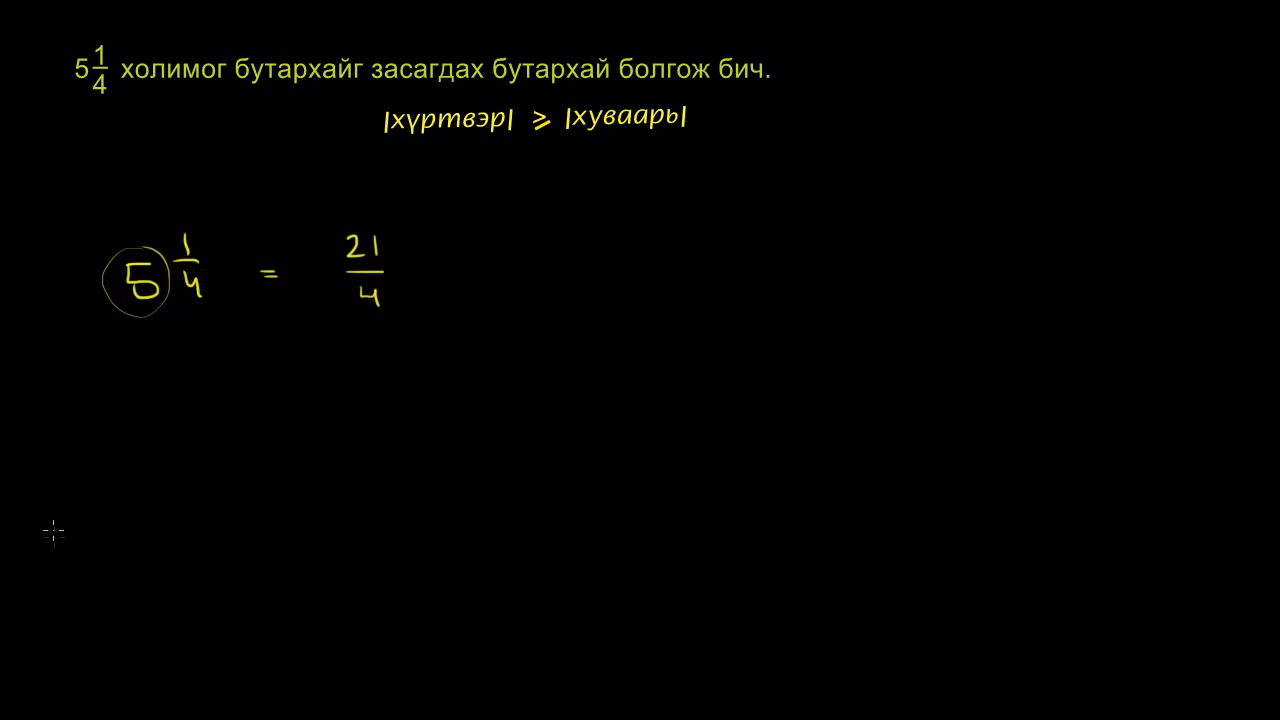 5 1/4 холимог бутархайг засагдах бутархай болгож бич.
|хүртвэр| ⩾ |хуваарь|
5 1/4 = 21/4